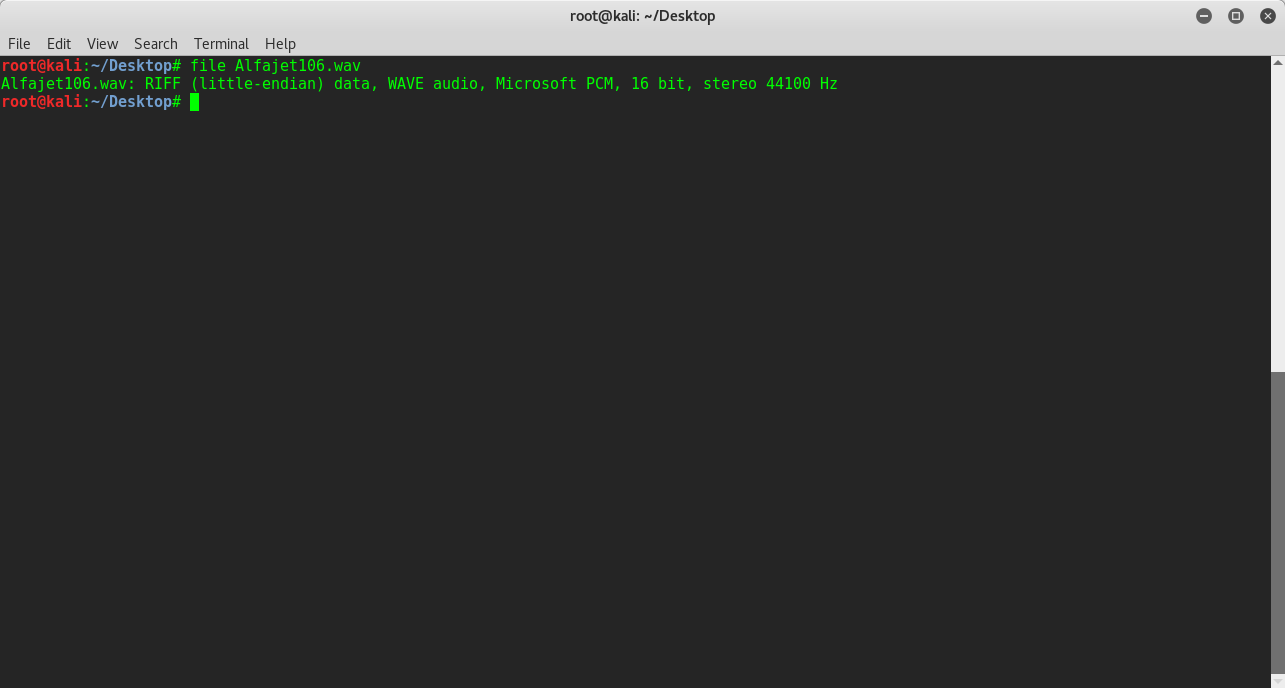 root@kali: ~/Desktop
File Edit View Search Terminal Help
root@kali:~/Desktop# file Alfajet106.wav
Alfajet106.wav: RIFF (little-endian) data, WAVE audio, Microsoft PCM, 16 bit, stereo 44100 Hz
root@kali:~/Desktop#